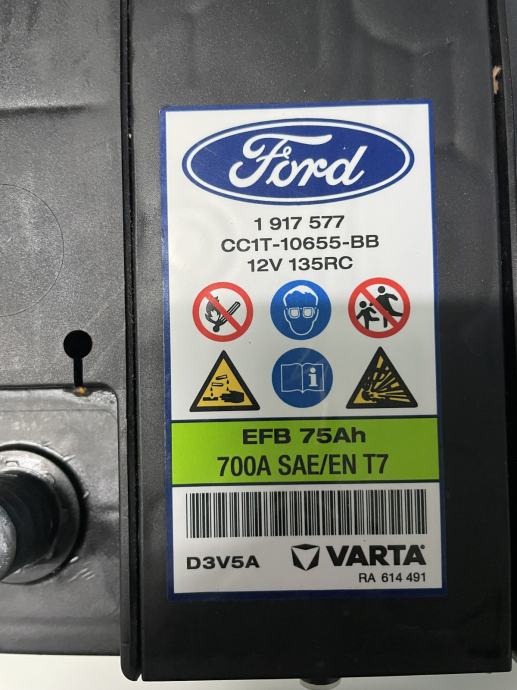 Ford
1 917 577
CC1T-10655-BB
12V 135RC
i
EFB 75Ah
700A SAE/EN T7
D3V5A VARTA
RA 614 491